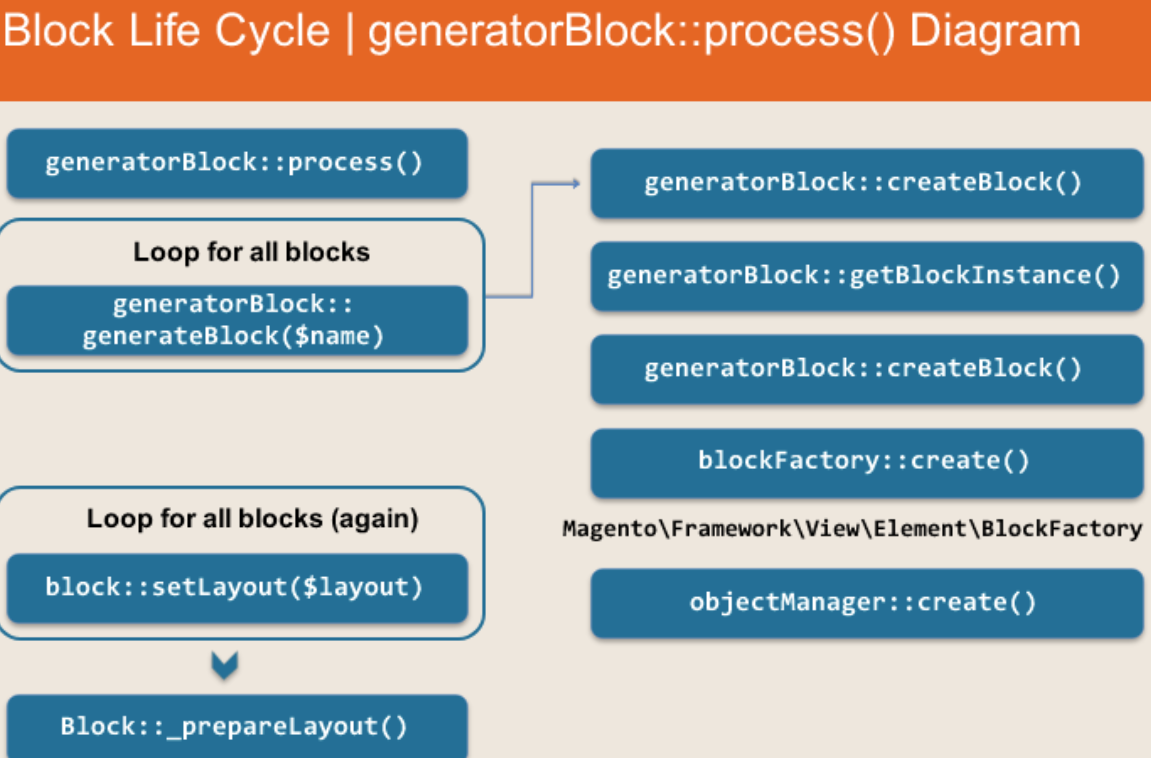 Block Life Cycle | generatorBlock::process() Diagram
generatorBlock::process()
Loop for all blocks
generatorBlock::
generateBlock($name)
Loop for all blocks (again)
block::setLayout($layout)
Block::_prepareLayout()
generatorBlock::createBlock()
generatorBlock::getBlockInstance()
generatorBlock::createBlock()
blockFactory::create()
Magento\Framework\View\Element\BlockFactory
objectManager::create()